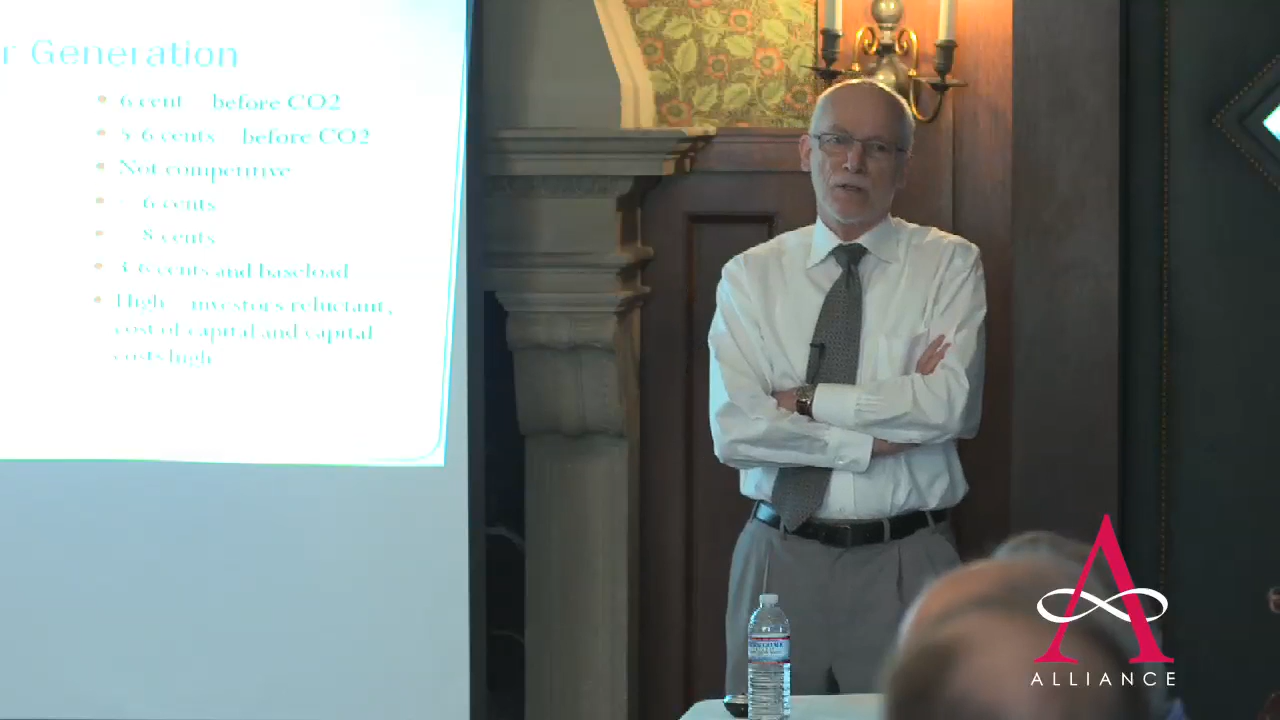 r Generation
6 cent before CO2
5-6 cents before CO2
Not competitive
6 cents
8 cents
3-6 cents and baseload
High investors reluctant,
cost of capital and capital
costs high
A
ALLIANCE